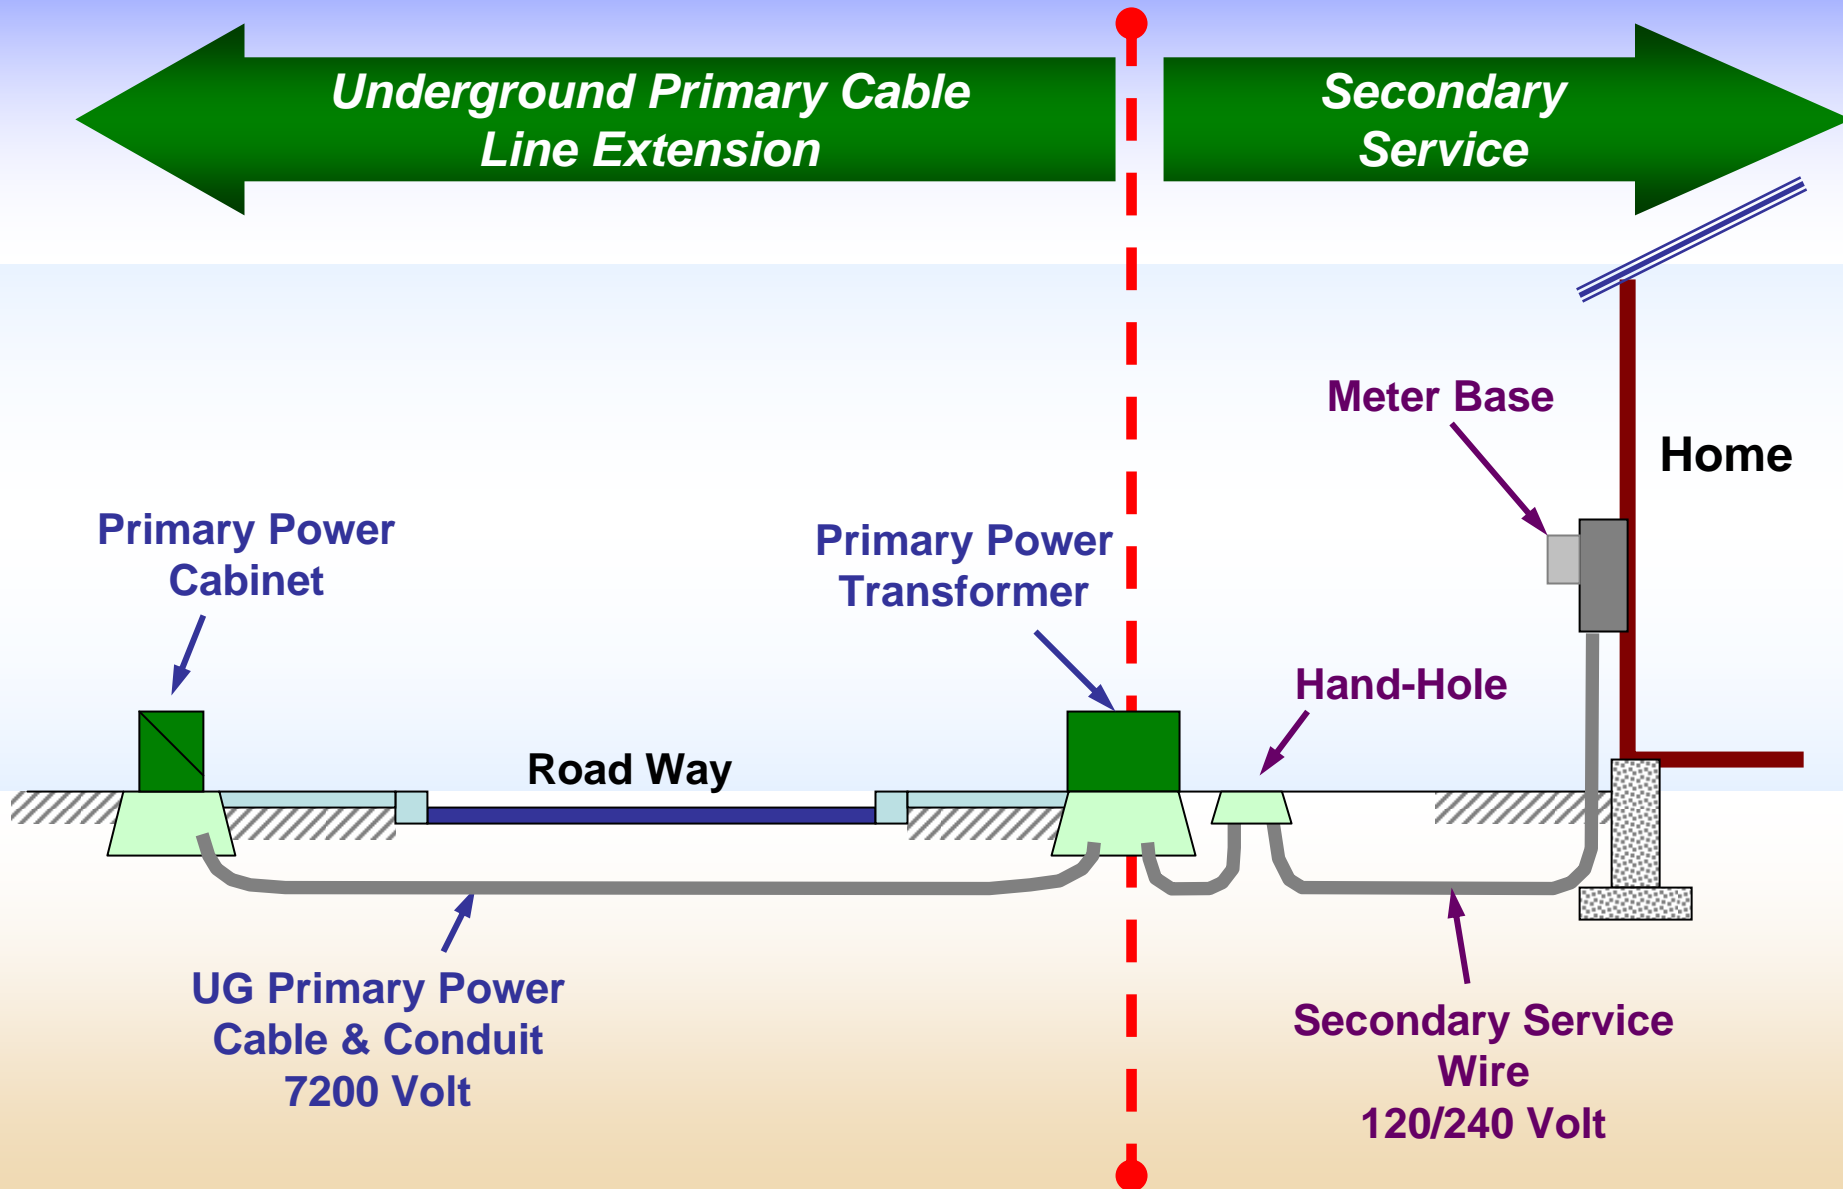 Underground Primary Cable
Line Extension
Secondary
Service
Meter Base
Home
Primary Power
Cabinet
Primary Power
Transformer
Hand-Hole
Road Way
UG Primary Power
Cable & Conduit
7200 Volt
Secondary Service
Wire
120/240 Volt